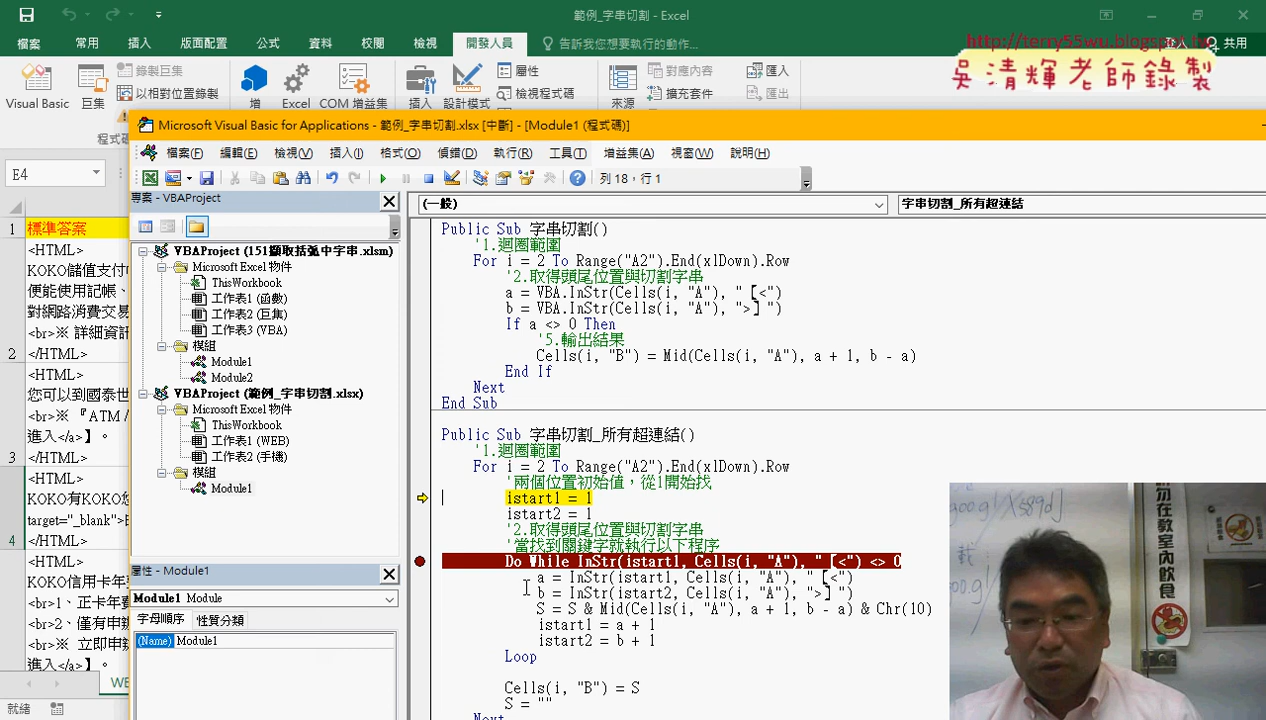 範例_字串切割 - Excel
http://terry55wu.blogspot.tw
吳清輝老師錄製
檔案 常用 插入 版面配置 公式 資料 校閱 檢視 開發人員 告訴我您想要執行的動作... 共用
Visual Basic 巨集 錄製巨集 以相對位置錄製 增 Excel COM 增益集 插入 設計模式 屬性 檢視程式碼 來源 對應內容 擴充套件 匯入 匯出
Microsoft Visual Basic for Applications - 範例_字串切割.xlsx [中斷] - [Module1 (程式碼)]
檔案(F) 編輯(E) 檢視(V) 插入(I) 格式(O) 偵錯(D) 執行(R) 工具(T) 增益集(A) 視窗(W) 說明(H)
列 18，行 1
E4
專案 - VBAProject
VBAProject (151擷取括弧中字串.xlsm)
Microsoft Excel 物件
ThisWorkbook
工作表1 (函數)
工作表2 (巨集)
工作表3 (VBA)
模組
Module1
Module2
VBAProject (範例_字串切割.xlsx)
Microsoft Excel 物件
ThisWorkbook
工作表1 (WEB)
工作表2 (手機)
模組
Module1
屬性 - Module1
Module1 Module
字母順序 性質分類
(Name) Module1
1 標準答案
<HTML>
KOKO儲值支付
便能使用記帳、
對網路消費交易
<br>※ 詳細資訊
2 </HTML>
<HTML>
您可以到國泰世
<br>※『ATM /
進入</a>】。
3 </HTML>
<HTML>
KOKO有KOKO您
target="_blank">
4 </HTML>
<HTML>
KOKO信用卡年
<br>1、正卡年費
<br>2、僅有申辦
<br>※ 立即申辦
進入</a>】。
就緒
(一般) 字串切割_所有超連結
Public Sub 字串切割()
'1.迴圈範圍
For i = 2 To Range("A2").End(xlDown).Row
'2.取得頭尾位置與切割字串
a = VBA.InStr(Cells(i, "A"), "【<")
b = VBA.InStr(Cells(i, "A"), ">】")
If a <> 0 Then
'5.輸出結果
Cells(i, "B") = Mid(Cells(i, "A"), a + 1, b - a)
End If
Next
End Sub
Public Sub 字串切割_所有超連結()
'1.迴圈範圍
For i = 2 To Range("A2").End(xlDown).Row
'兩個位置初始值，從1開始找
istart1 = 1
istart2 = 1
'2.取得頭尾位置與切割字串
'當找到關鍵字就執行以下程序
Do While InStr(istart1, Cells(i, "A"), "【<") <> 0
a = InStr(istart1, Cells(i, "A"), "【<")
b = InStr(istart2, Cells(i, "A"), ">】")
S = S & Mid(Cells(i, "A"), a + 1, b - a) & Chr(10)
istart1 = a + 1
istart2 = b + 1
Loop
Cells(i, "B") = S
S = ""
Next
勿在教室內飲食